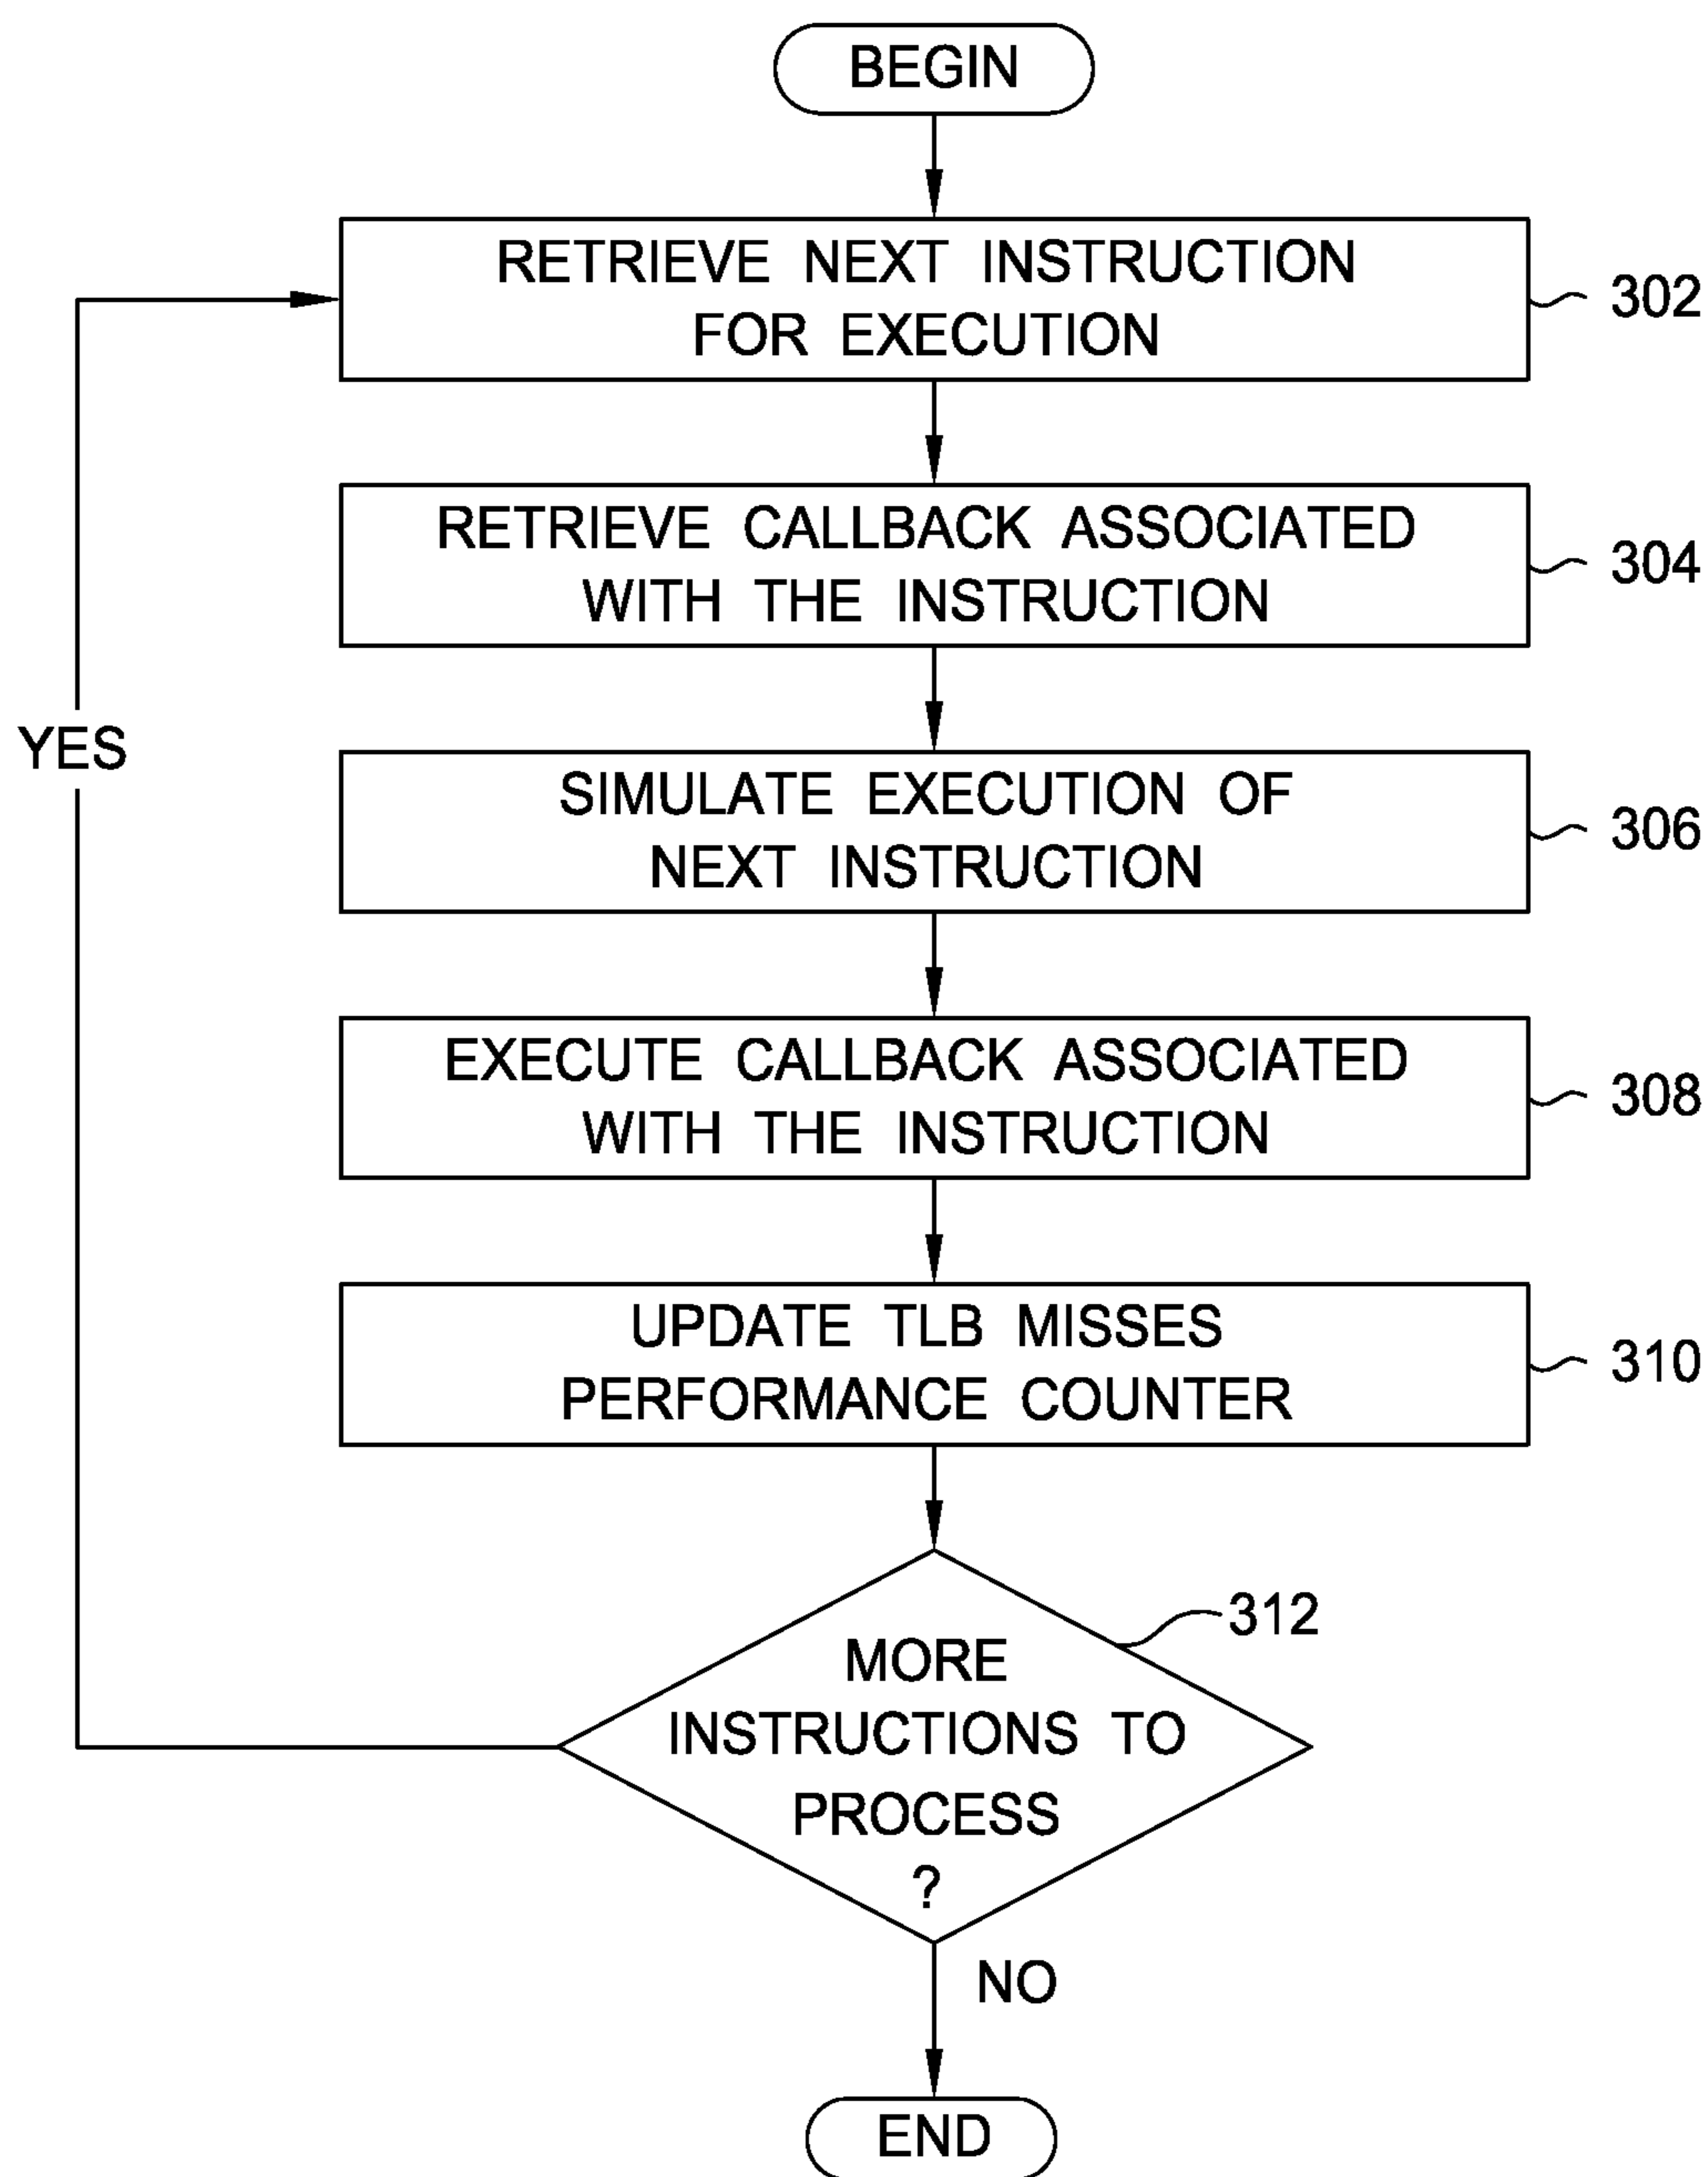 BEGIN
RETRIEVE NEXT INSTRUCTION
FOR EXECUTION
302
RETRIEVE CALLBACK ASSOCIATED
WITH THE INSTRUCTION
304
YES
SIMULATE EXECUTION OF
NEXT INSTRUCTION
306
EXECUTE CALLBACK ASSOCIATED
WITH THE INSTRUCTION
308
UPDATE TLB MISSES
PERFORMANCE COUNTER
310
312
MORE
INSTRUCTIONS TO
PROCESS
?
NO
END